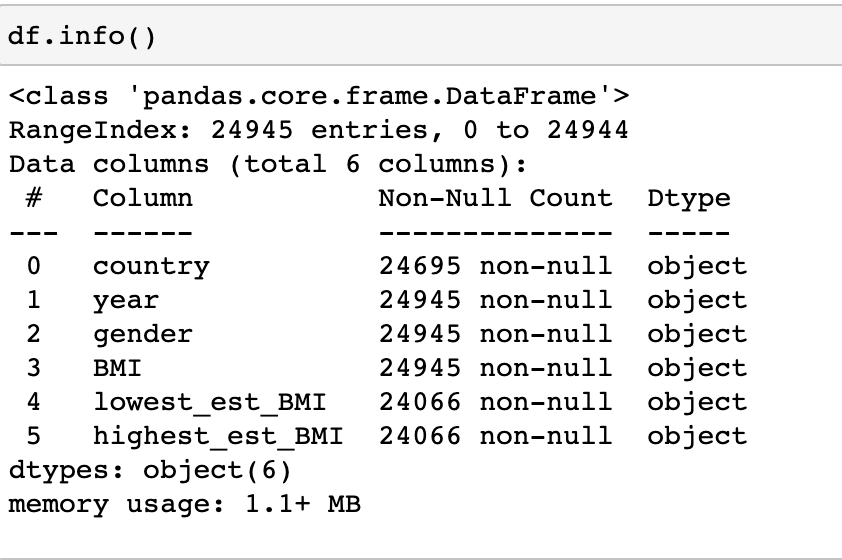 df.info()
<class 'pandas.core.frame.DataFrame'>
RangeIndex: 24945 entries, 0 to 24944
Data columns (total 6 columns):
 #   Column            Non-Null Count  Dtype
---  ------            --------------  -----
 0   country           24695 non-null  object
 1   year              24945 non-null  object
 2   gender            24945 non-null  object
 3   BMI               24945 non-null  object
 4   lowest_est_BMI    24066 non-null  object
 5   highest_est_BMI   24066 non-null  object
dtypes: object(6)
memory usage: 1.1+ MB